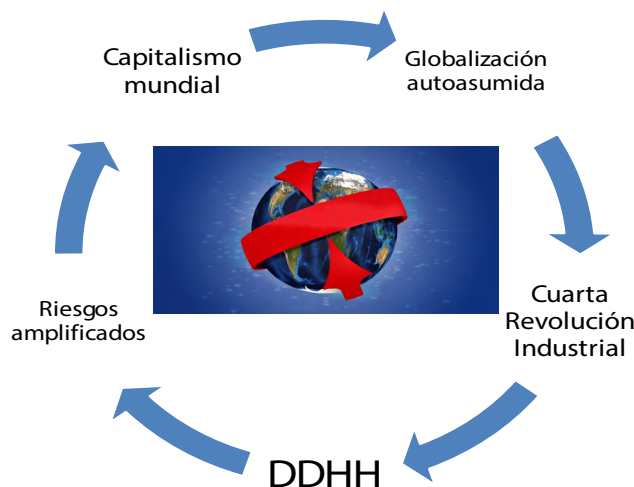 Capitalismo
mundial
Globalización
autoasumida
Cuarta
Revolución
Industrial
DDHH
Riesgos
amplificados